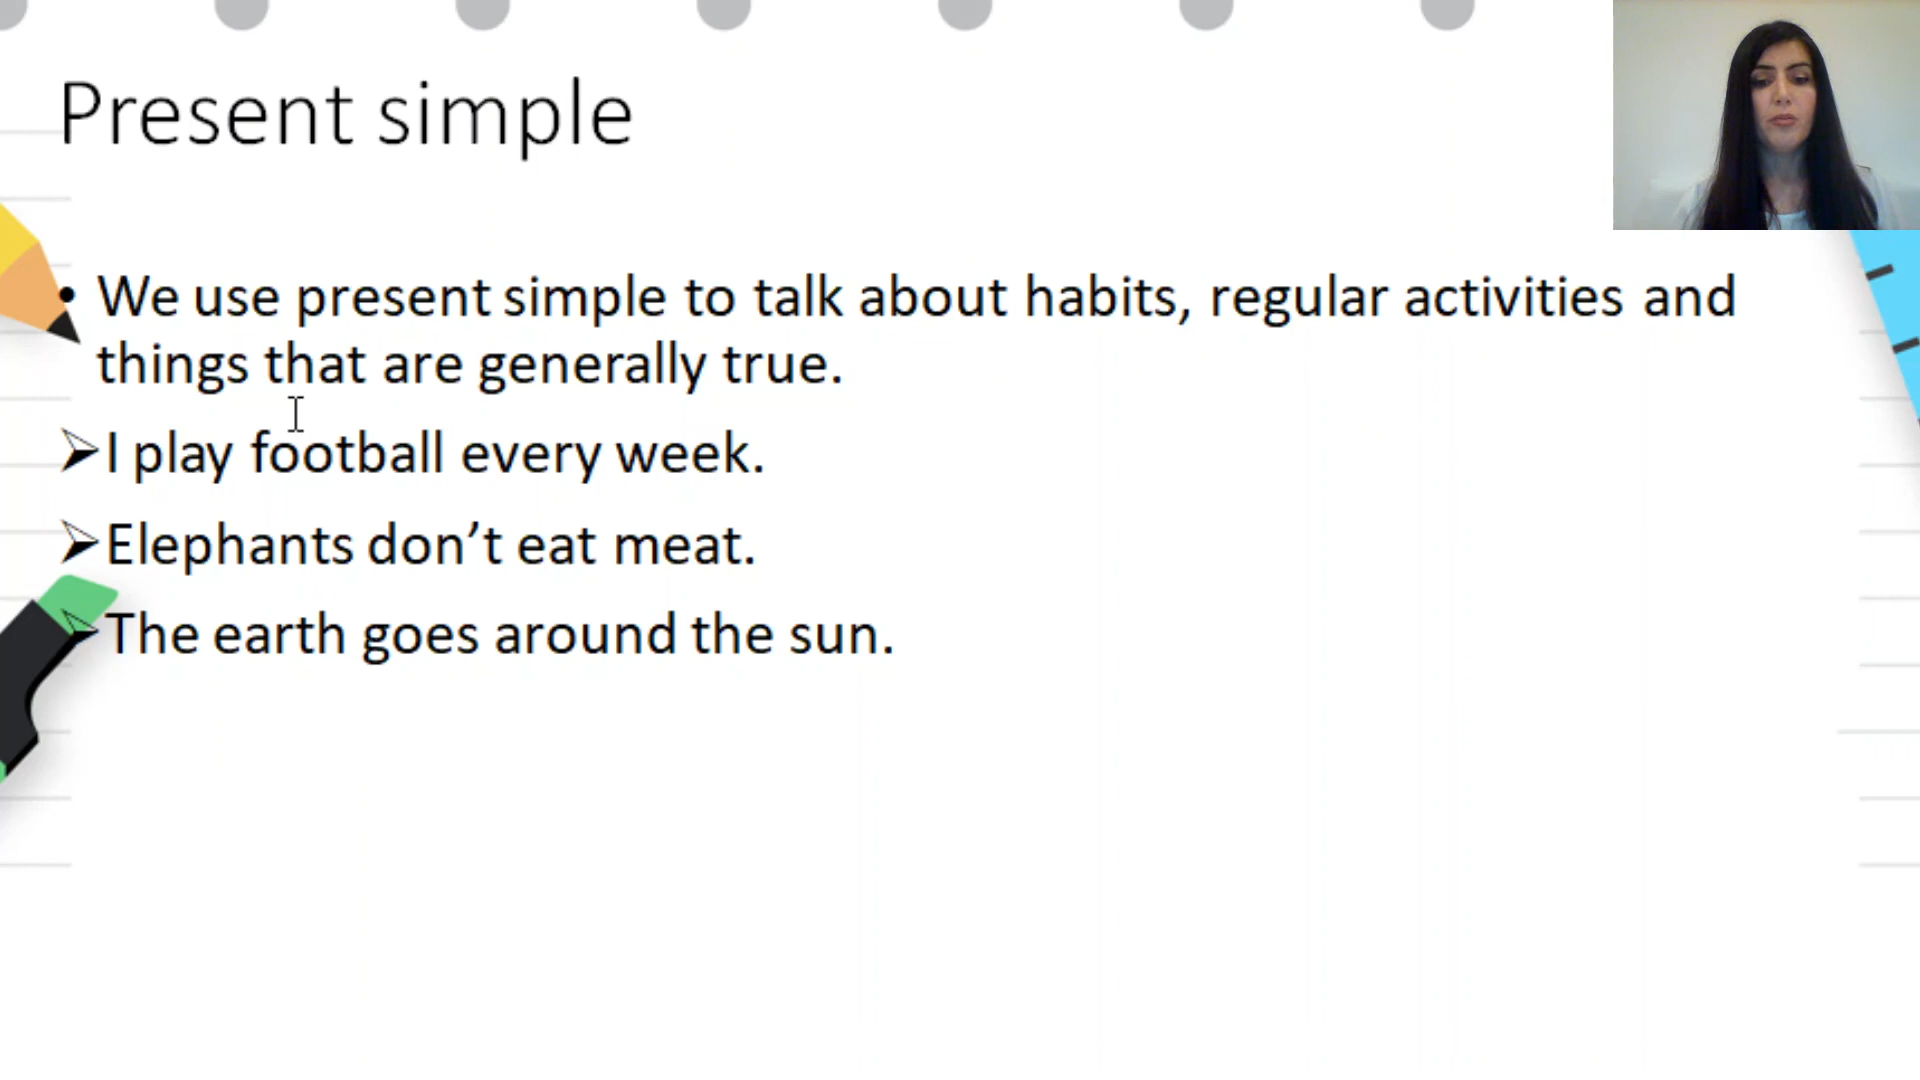 Present simple
• We use present simple to talk about habits, regular activities and
things that are generally true.
➢ I play football every week.
➢ Elephants don’t eat meat.
➢ The earth goes around the sun.